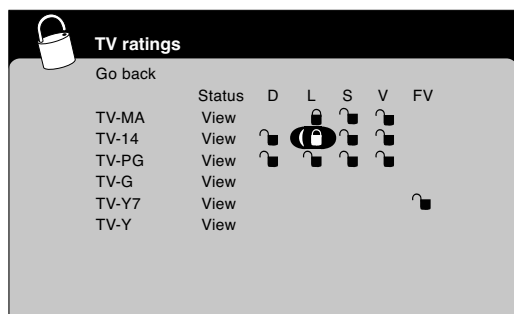 TV ratings
Go back
Status D L S V FV
TV-MA View
TV-14 View
TV-PG View
TV-G View
TV-Y7 View
TV-Y View